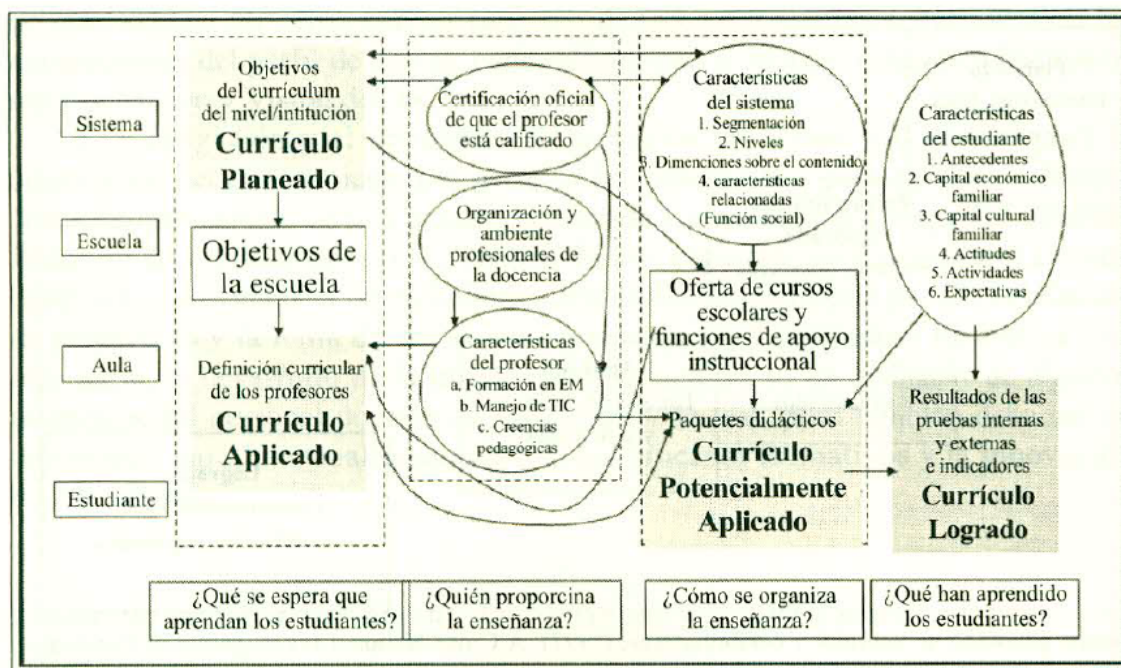 Sistema
Escuela
Aula
Estudiante
Objetivos
del currículum
del nivel/intitución
Currículo
Planeado
Objetivos de
la escuela
Definición curricular
de los profesores
Currículo
Aplicado
Certificación oficial
de que el profesor
está calificado
Organización y
ambiente
profesionales de
la docencia
Características
del profesor
a. Formación en EM
b. Manejo de TIC
c. Creencias
pedagógicas
Características
del sistema
1. Segmentación
2. Niveles
3. Dimenciones sobre el contenido
4. características
relacionadas
(Función social)
Oferta de cursos
escolares y
funciones de apoyo
instruccional
Paquetes didácticos
Currículo
Potencialmente
Aplicado
Características
del estudiante
1. Antecedentes
2. Capital económico
familiar
3. Capital cultural
familiar
4. Actitudes
5. Actividades
6. Expectativas
Resultados de las
pruebas internas
y externas
e indicadores
Currículo
Logrado
¿Qué se espera que
aprendan los estudiantes?
¿Quién proporcina
la enseñanza?
¿Cómo se organiza
la enseñanza?
¿Qué han aprendido
los estudiantes?